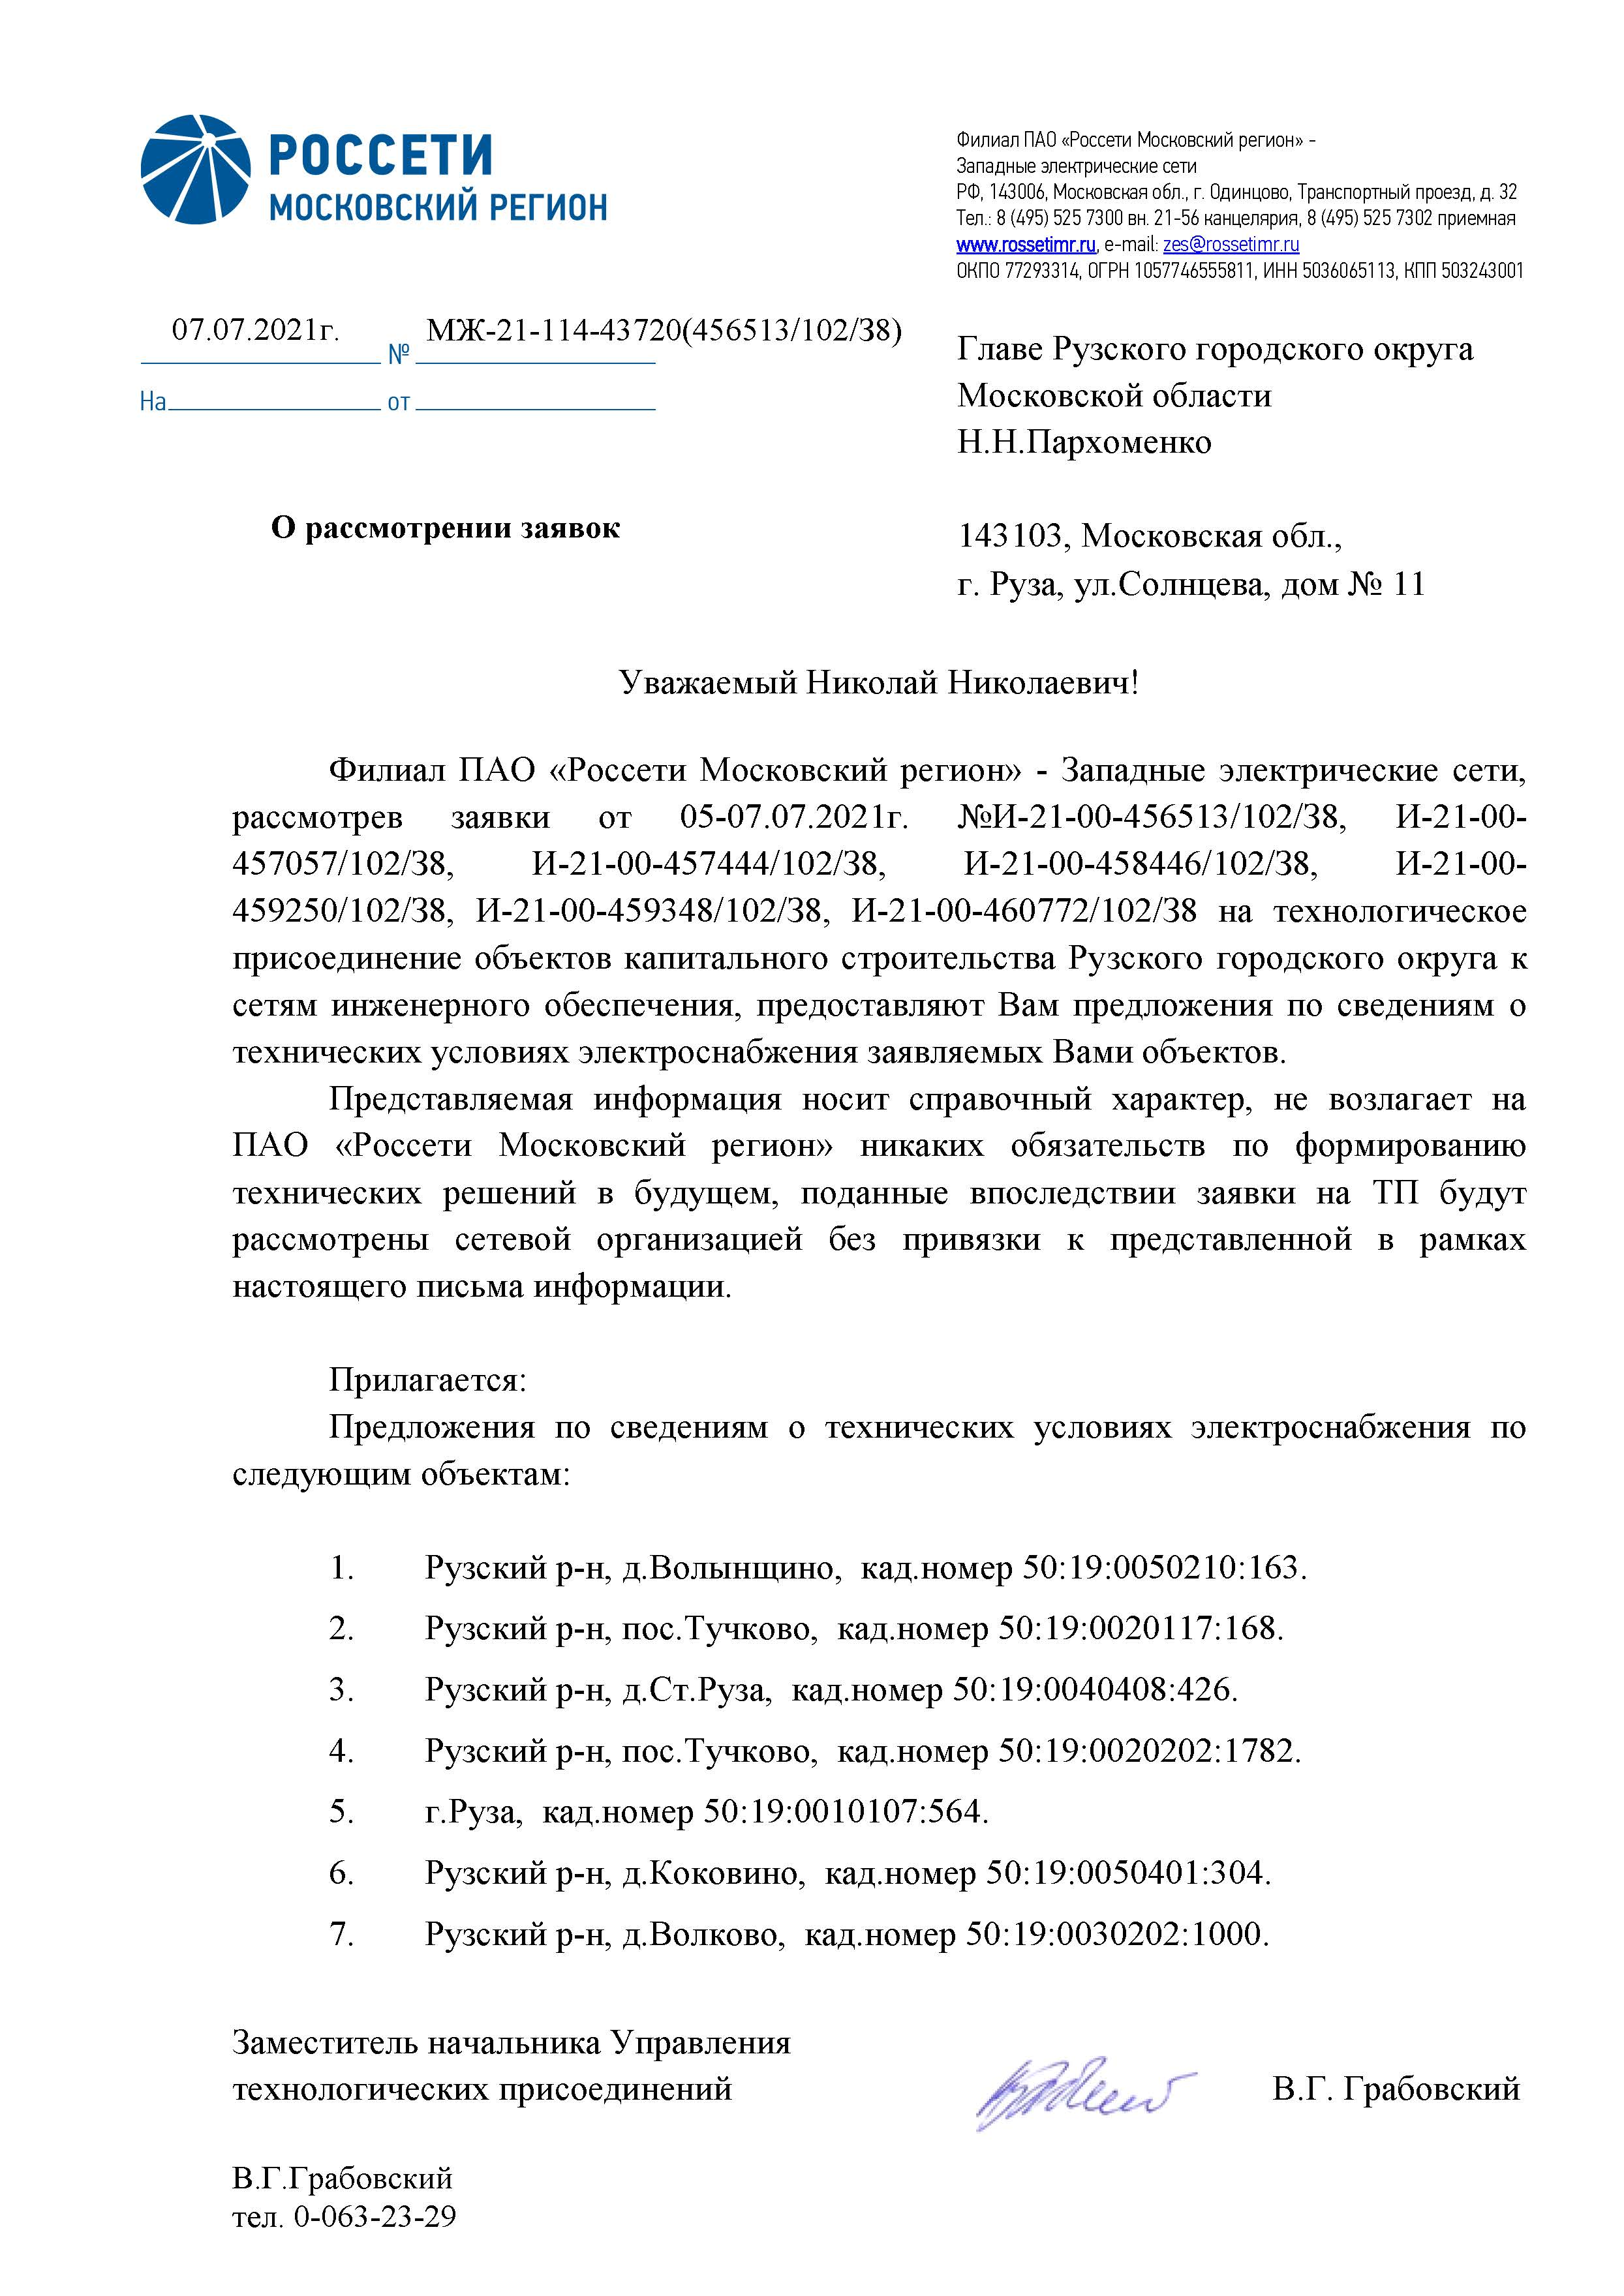 РОССЕТИ
МОСКОВСКИЙ РЕГИОН
Филиал ПАО «Россети Московский регион» -
Западные электрические сети
РФ, 143006, Московская обл., г. Одинцово, Транспортный проезд, д. 32
Тел.: 8 (495) 525 7300 вн. 21-56 канцелярия, 8 (495) 525 7302 приемная
www.rossetimr.ru, e-mail: zes@rossetimr.ru
ОКПО 77293314, ОГРН 1057746555811, ИНН 5036065113, КПП 503243001
07.07.2021г. № МЖ-21-114-43720(456513/102/З8)
На от
Главе Рузского городского округа
Московской области
Н.Н.Пархоменко
О рассмотрении заявок
143103, Московская обл.,
г. Руза, ул.Солнцева, дом № 11
Уважаемый Николай Николаевич!
Филиал ПАО «Россети Московский регион» - Западные электрические сети,
рассмотрев заявки от 05-07.07.2021г. №И-21-00-456513/102/З8, И-21-00-
457057/102/З8, И-21-00-457444/102/З8, И-21-00-458446/102/З8, И-21-00-
459250/102/З8, И-21-00-459348/102/З8, И-21-00-460772/102/З8 на технологическое
присоединение объектов капитального строительства Рузского городского округа к
сетям инженерного обеспечения, предоставляют Вам предложения по сведениям о
технических условиях электроснабжения заявляемых Вами объектов.
Представляемая информация носит справочный характер, не возлагает на
ПАО «Россети Московский регион» никаких обязательств по формированию
технических решений в будущем, поданные впоследствии заявки на ТП будут
рассмотрены сетевой организацией без привязки к представленной в рамках
настоящего письма информации.
Прилагается:
Предложения по сведениям о технических условиях электроснабжения по
следующим объектам:
1. Рузский р-н, д.Волынщино, кад.номер 50:19:0050210:163.
2. Рузский р-н, пос.Тучково, кад.номер 50:19:0020117:168.
3. Рузский р-н, д.Ст.Руза, кад.номер 50:19:0040408:426.
4. Рузский р-н, пос.Тучково, кад.номер 50:19:0020202:1782.
5. г.Руза, кад.номер 50:19:0010107:564.
6. Рузский р-н, д.Коковино, кад.номер 50:19:0050401:304.
7. Рузский р-н, д.Волково, кад.номер 50:19:0030202:1000.
Заместитель начальника Управления
технологических присоединений В.Г. Грабовский
В.Г.Грабовский
тел. 0-063-23-29